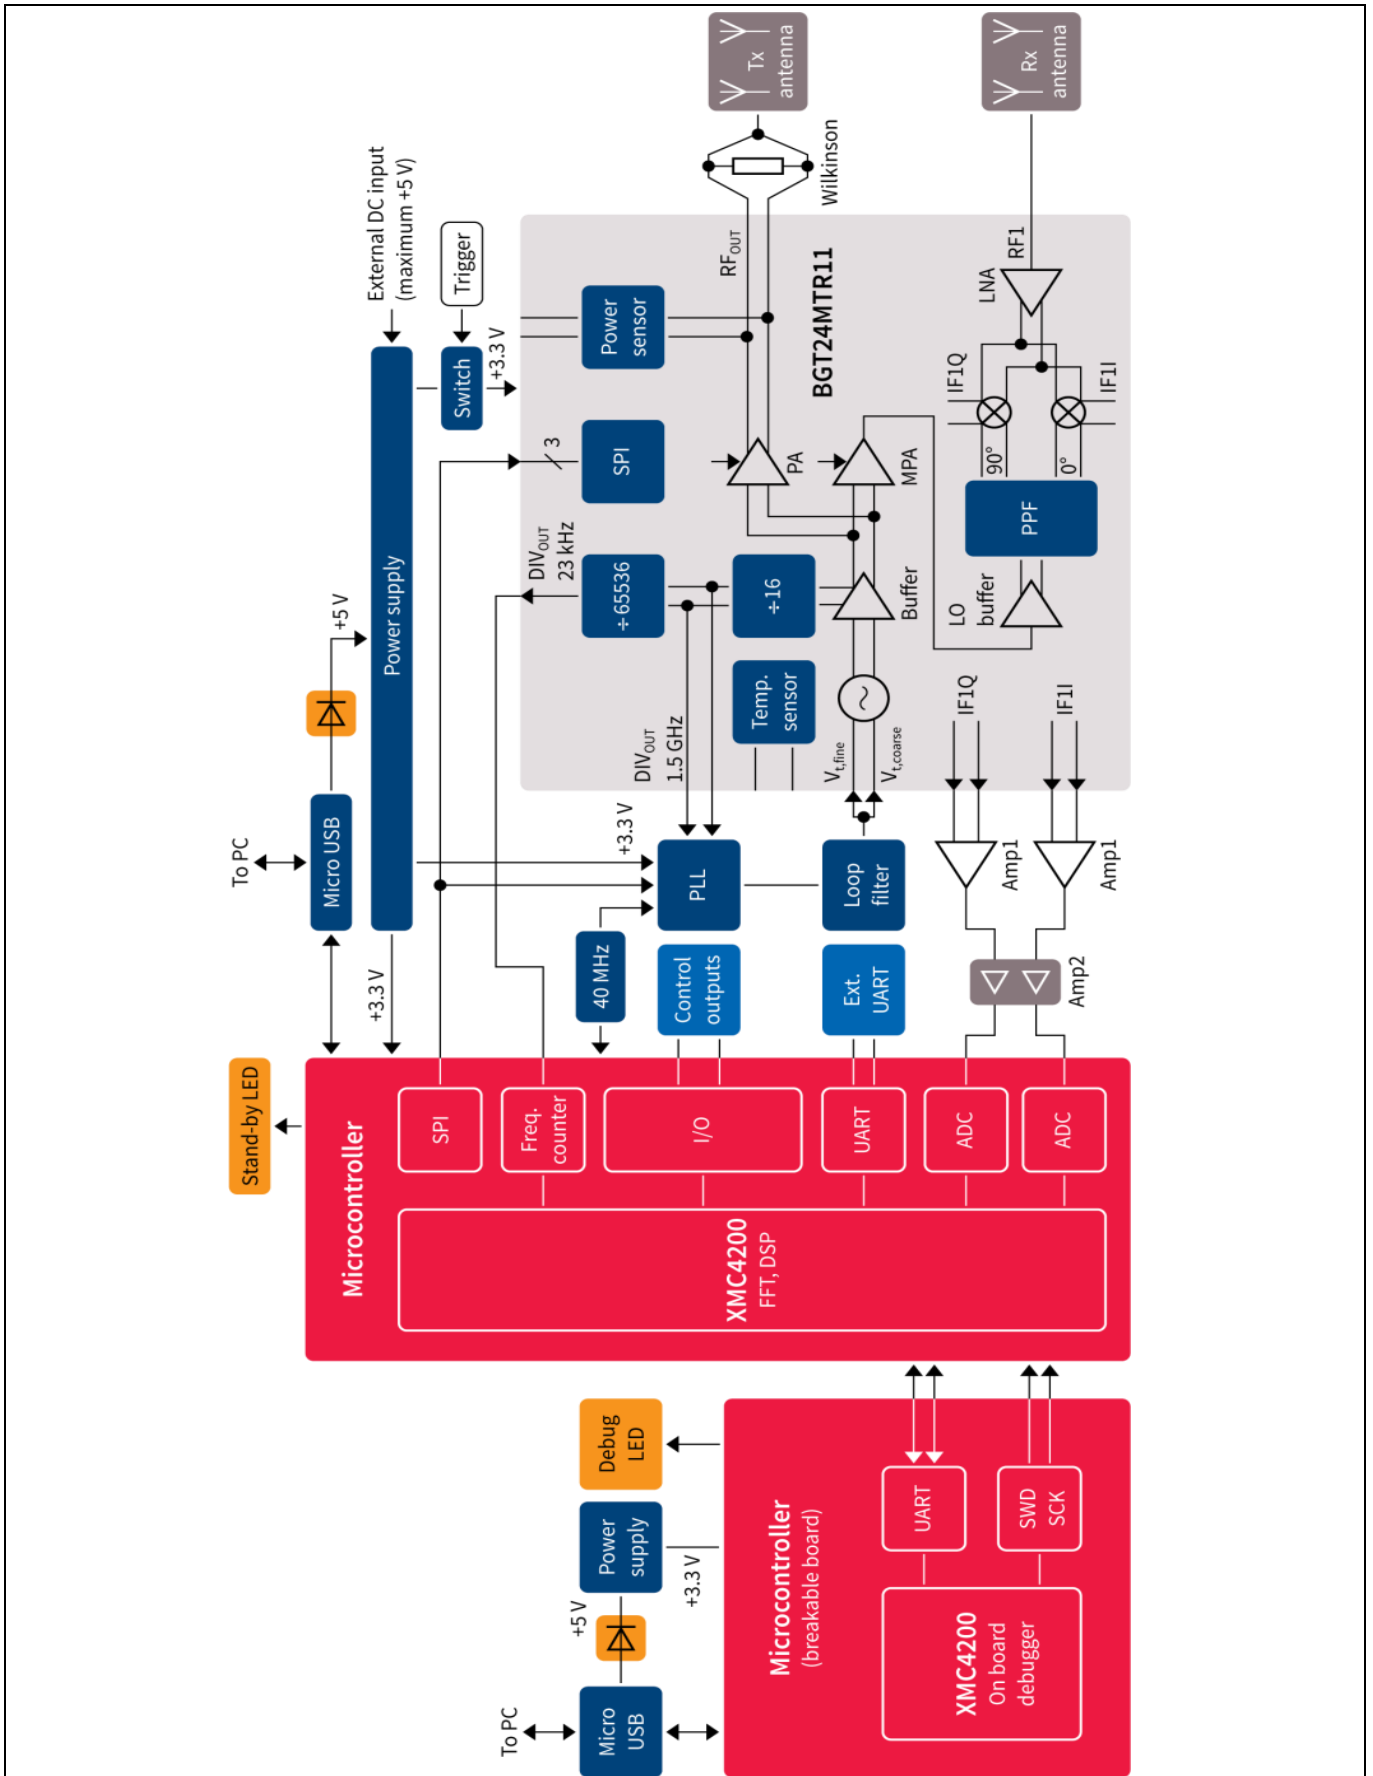 To PC
Micro
USB
+5 V
Power
supply
+3.3 V
Debug
LED
Microcontroller
(breakable board)
XMC4200
On board
debugger
UART
SWD
SCK
Stand-by LED
Microcontroller
XMC4200
FFT, DSP
SPI
Freq.
counter
I/O
UART
ADC
ADC
To PC
Micro USB
+5 V
Power supply
External DC input
(maximum +5 V)
+3.3 V
Switch
Trigger
+3.3 V
40 MHz
Control
outputs
Ext.
UART
PLL
+3.3 V
Loop
filter
Amp2
Amp1
Amp1
IF1Q
IF1I
DIVOUT
1.5 GHz
DIVOUT
23 kHz
÷65536
SPI
3
Power
sensor
Temp.
sensor
÷16
Vt,fine
Vt,coarse
Buffer
PA
MPA
RFOUT
BGT24MTR11
LO
buffer
PPF
90°
0°
IF1Q
IF1I
LNA
RF1
Wilkinson
Tx
antenna
Rx
antenna